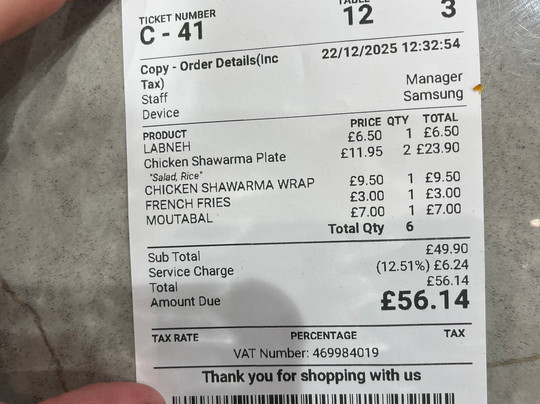 TICKET NUMBER TABLE 3
C - 41 12
Copy - Order Details(Inc 22/12/2025 12:32:54
Tax)
Staff Manager
Device Samsung
PRODUCT PRICE QTY TOTAL
LABNEH £6.50 1 £6.50
Chicken Shawarma Plate £11.95 2 £23.90
"Salad, Rice"
CHICKEN SHAWARMA WRAP £9.50 1 £9.50
FRENCH FRIES £3.00 1 £3.00
MOUTABAL £7.00 1 £7.00
Total Qty 6
Sub Total £49.90
Service Charge (12.51%) £6.24
Total £56.14
Amount Due £56.14
TAX RATE PERCENTAGE TAX
VAT Number: 469984019
Thank you for shopping with us